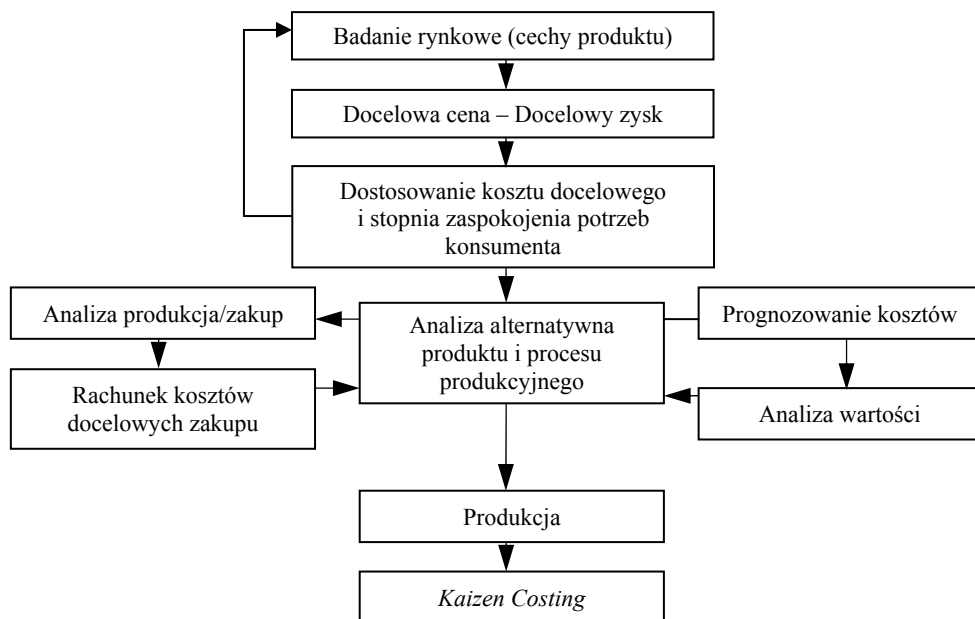 Badanie rynkowe (cechy produktu)
Docelowa cena – Docelowy zysk
Dostosowanie kosztu docelowego
i stopnia zaspokojenia potrzeb
konsumenta
Analiza produkcja/zakup
Rachunek kosztów
docelowych zakupu
Analiza alternatywna
produktu i procesu
produkcyjnego
Prognozowanie kosztów
Analiza wartości
Produkcja
Kaizen Costing